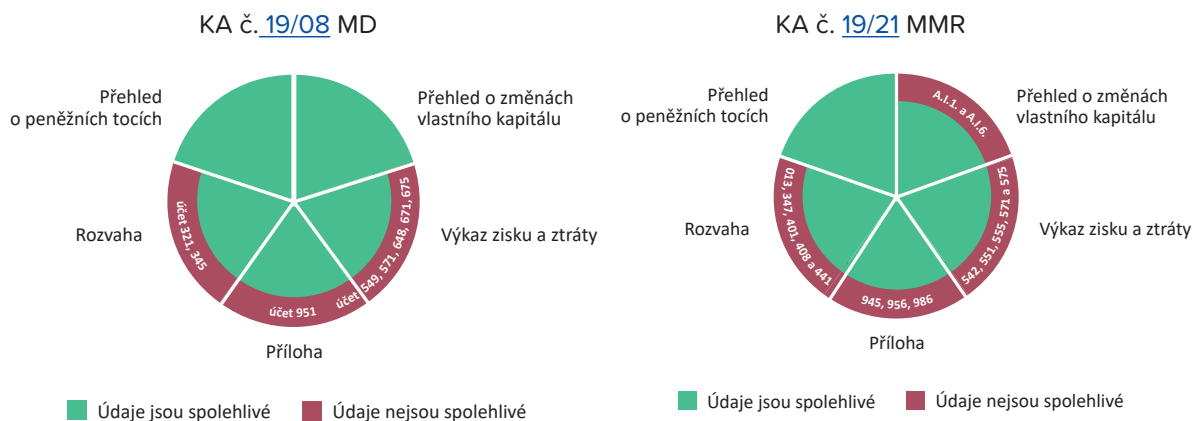 KA č. 19/08 MD
Přehled
o peněžních tocích
Přehled o změnách
vlastního kapitálu
Rozvaha
účet 321, 345
účet 549, 571, 648, 671, 675
Výkaz zisku a ztráty
účet 951
Příloha
Údaje jsou spolehlivé
Údaje nejsou spolehlivé
KA č. 19/21 MMR
Přehled
o peněžních tocích
A.I.1. a A.I.6.
Přehled o změnách
vlastního kapitálu
Rozvaha
013, 347, 401, 408 a 441
542, 551, 555, 571 a 575
Výkaz zisku a ztráty
945, 956, 986
Příloha
Údaje jsou spolehlivé
Údaje nejsou spolehlivé